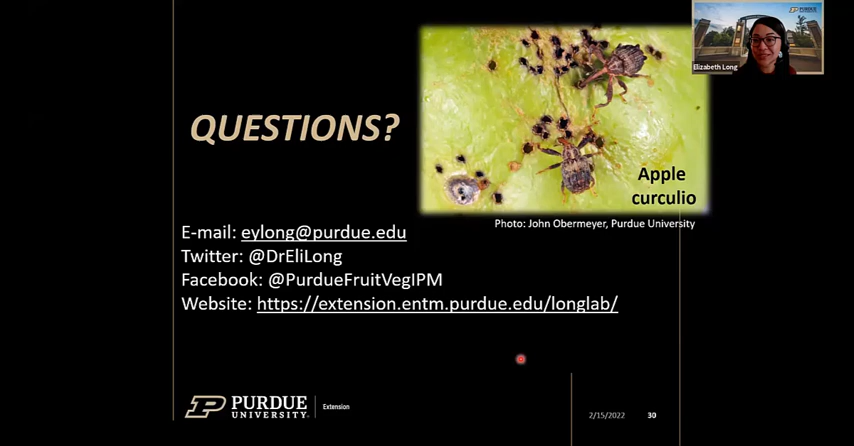 PURDUE
Elizabeth Long
QUESTIONS?
Apple
curculio
Photo: John Obermeyer, Purdue University
E-mail: eylong@purdue.edu
Twitter: @DrEliLong
Facebook: @PurdueFruitVegIPM
Website: https://extension.entm.purdue.edu/longlab/
PURDUE
UNIVERSITY
Extension
2/15/2022
30